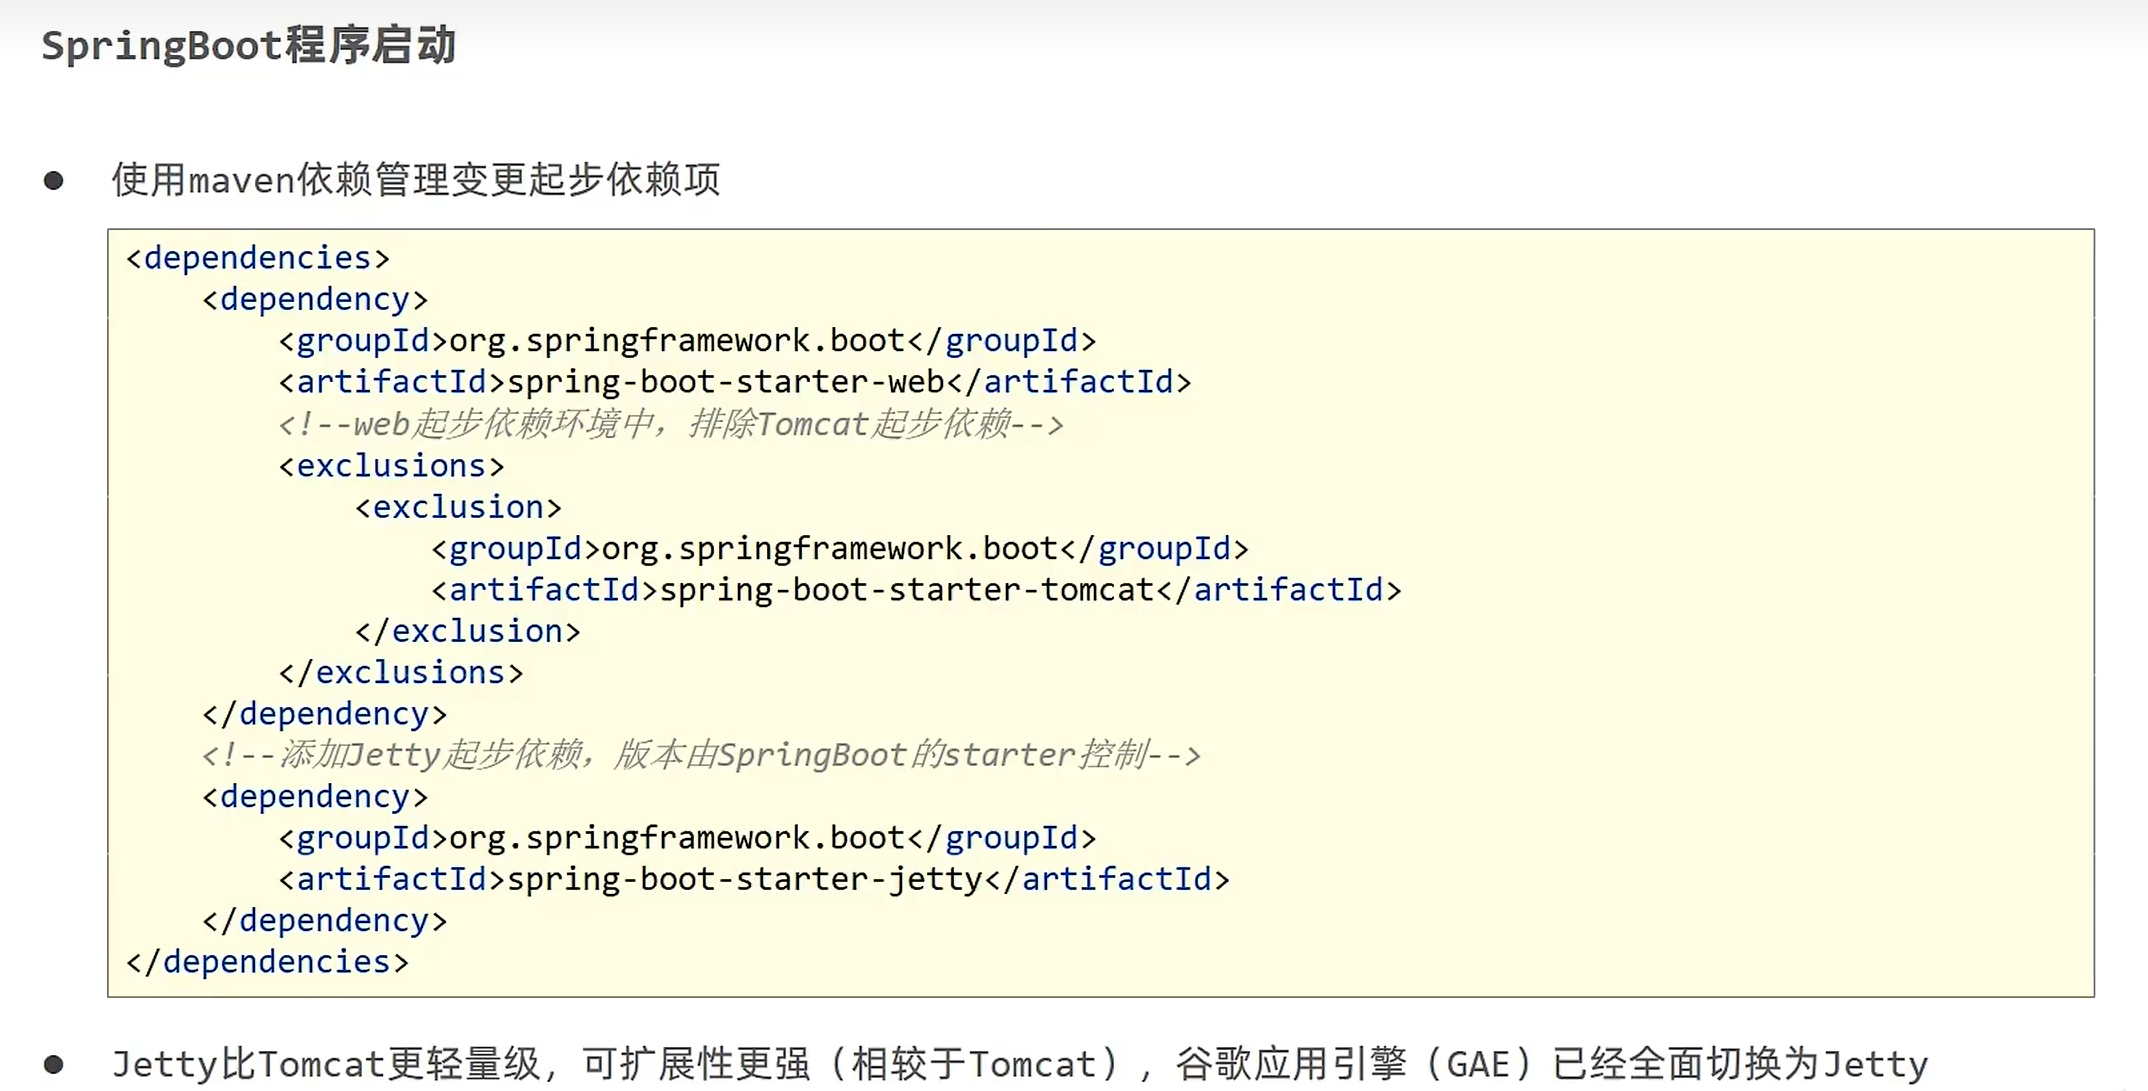 SpringBoot程序启动
● 使用maven依赖管理变更起步依赖项
<dependencies>
    <dependency>
        <groupId>org.springframework.boot</groupId>
        <artifactId>spring-boot-starter-web</artifactId>
        <!--web起步依赖环境中，排除Tomcat起步依赖-->
        <exclusions>
            <exclusion>
                <groupId>org.springframework.boot</groupId>
                <artifactId>spring-boot-starter-tomcat</artifactId>
            </exclusion>
        </exclusions>
    </dependency>
    <!--添加Jetty起步依赖，版本由SpringBoot的starter控制-->
    <dependency>
        <groupId>org.springframework.boot</groupId>
        <artifactId>spring-boot-starter-jetty</artifactId>
    </dependency>
</dependencies>
● Jetty比Tomcat更轻量级，可扩展性更强（相较于Tomcat），谷歌应用引擎（GAE）已经全面切换为Jetty